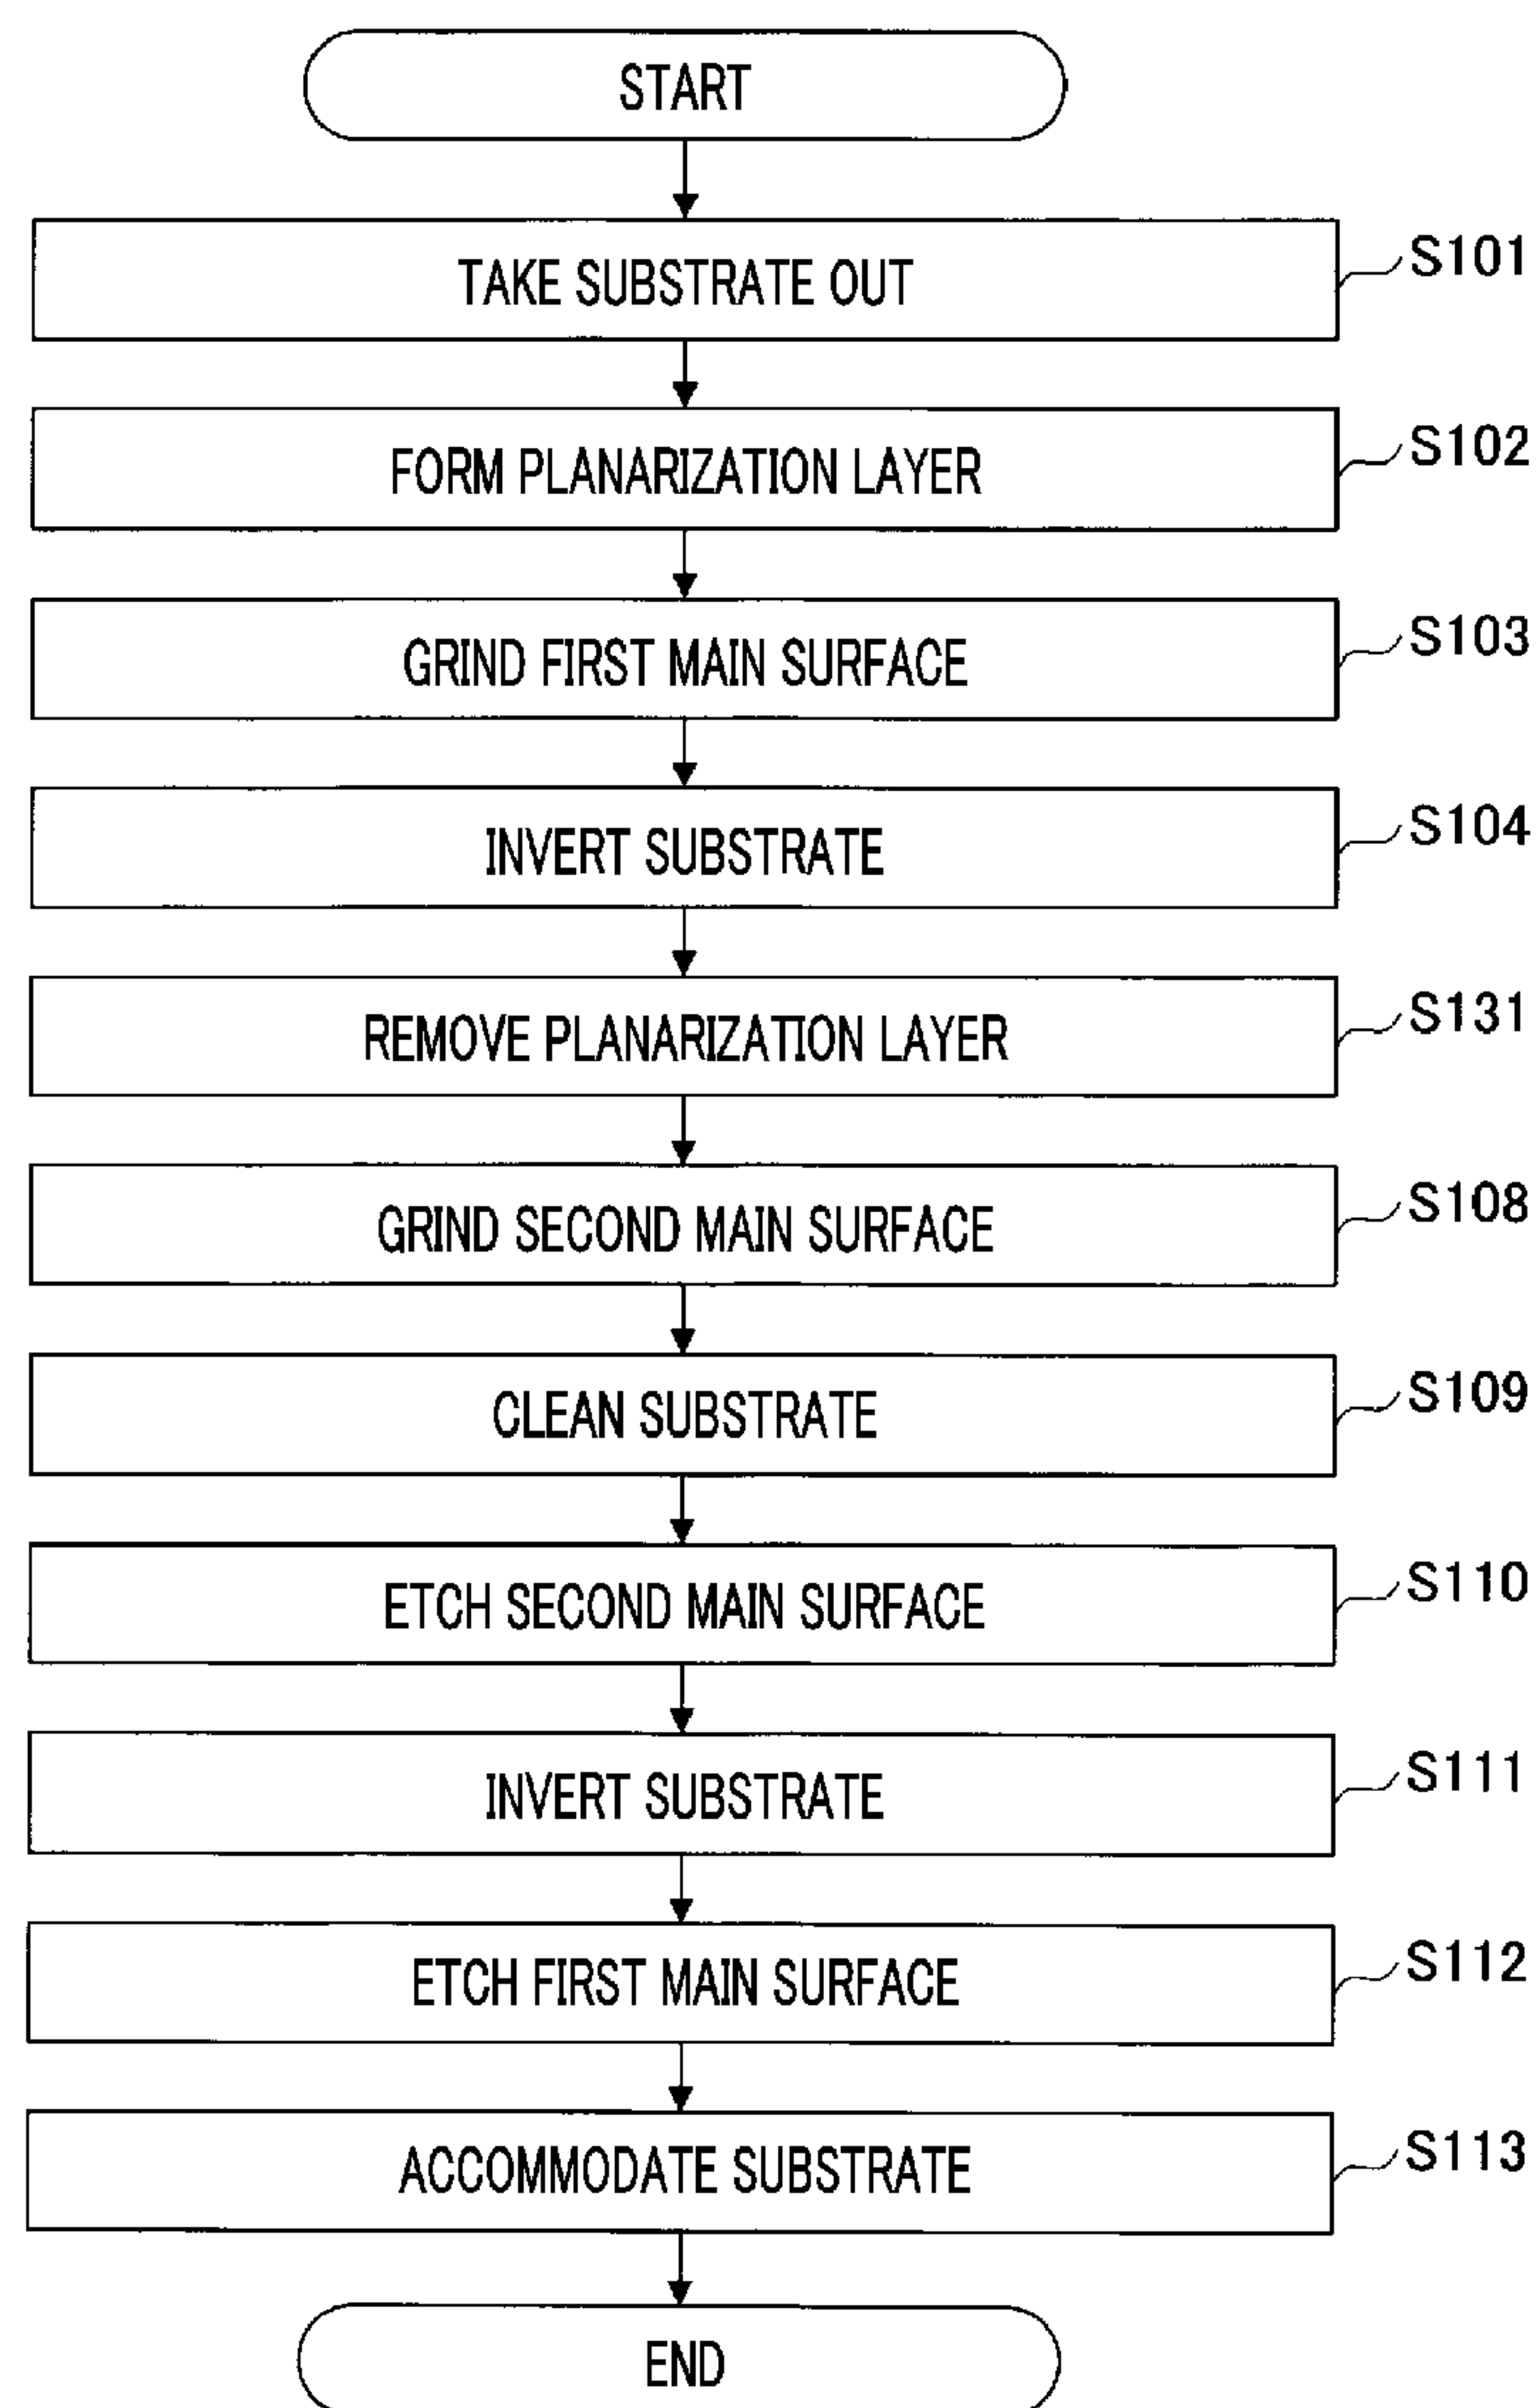 START
TAKE SUBSTRATE OUT
S101
FORM PLANARIZATION LAYER
S102
GRIND FIRST MAIN SURFACE
S103
INVERT SUBSTRATE
S104
REMOVE PLANARIZATION LAYER
S131
GRIND SECOND MAIN SURFACE
S108
CLEAN SUBSTRATE
S109
ETCH SECOND MAIN SURFACE
S110
INVERT SUBSTRATE
S111
ETCH FIRST MAIN SURFACE
S112
ACCOMMODATE SUBSTRATE
S113
END